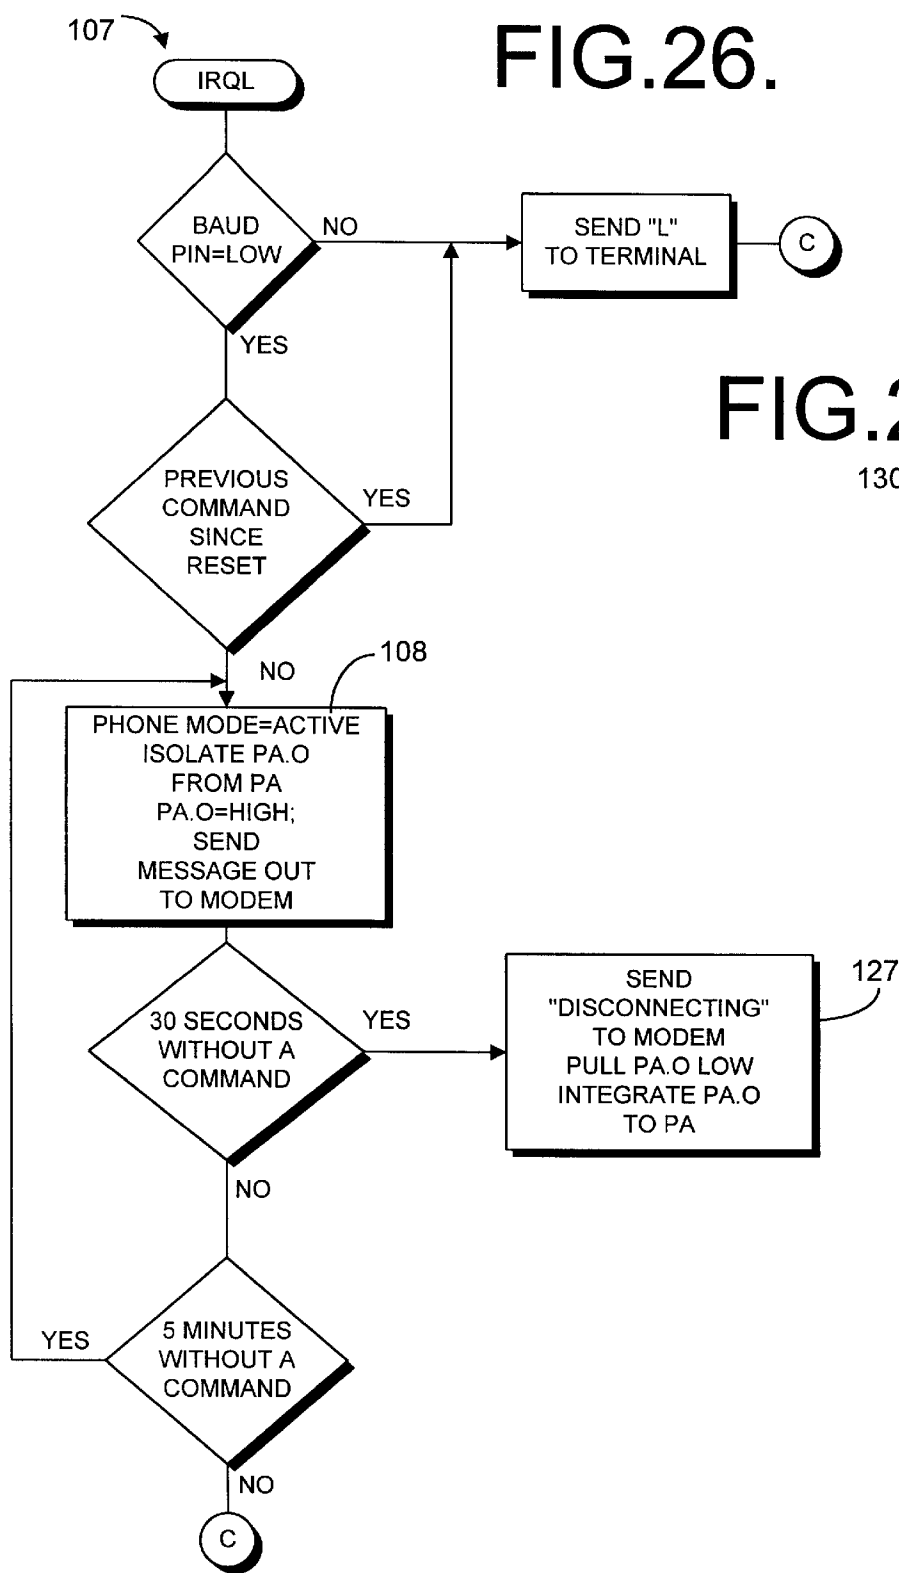 107
FIG.26.
IRQL
BAUD
PIN=LOW
NO
SEND "L"
TO TERMINAL
C
YES
FIG.2
130
PREVIOUS
COMMAND
SINCE
RESET
YES
NO
108
PHONE MODE=ACTIVE
ISOLATE PA.O
FROM PA
PA.O=HIGH;
SEND
MESSAGE OUT
TO MODEM
30 SECONDS
WITHOUT A
COMMAND
YES
SEND
"DISCONNECTING"
TO MODEM
PULL PA.O LOW
INTEGRATE PA.O
TO PA
127
NO
5 MINUTES
WITHOUT A
COMMAND
YES
NO
C